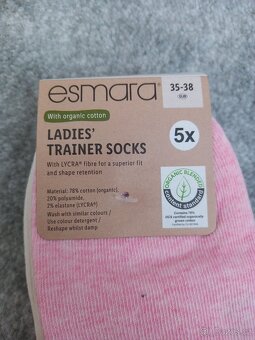 esmara®
35-38
With organic cotton
LADIES'
TRAINER SOCKS
5x
With LYCRA® fibre for a superior fit
and shape retention
Material: 78% cotton (organic),
20% polyamide,
2% elastane (LYCRA®)
Wash with similar colours /
Use colour detergent /
Reshape whilst damp
ORGANIC BLENDED
content standard